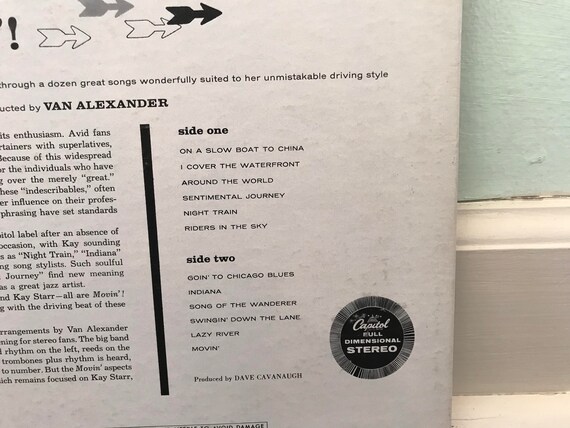 !
through a dozen great songs wonderfully suited to her unmistakable driving style
ucted by VAN ALEXANDER
its enthusiasm. Avid fans
ertainers with superlatives,
Because of this widespread
or the individuals who have
g over the merely "great."
hese "indescribables," often
er influence on their profes-
phrasing have set standards
pitol label after an absence of
occasion, with Kay sounding
s as "Night Train," "Indiana"
ng song stylists. Such soulful
Journey" find new meaning
as a great jazz artist.
nd Kay Starr—all are Movin'!
g with the driving beat of these
rrangements by Van Alexander
ening for stereo fans. The big band
d rhythm on the left, reeds on the
trombones plus rhythm is heard,
to number. But the Movin' aspects
hich remains focused on Kay Starr,
side one
ON A SLOW BOAT TO CHINA
I COVER THE WATERFRONT
AROUND THE WORLD
SENTIMENTAL JOURNEY
NIGHT TRAIN
RIDERS IN THE SKY
side two
GOIN' TO CHICAGO BLUES
INDIANA
SONG OF THE WANDERER
SWINGIN' DOWN THE LANE
LAZY RIVER
MOVIN'
Produced by DAVE CAVANAUGH
Capitol
FULL
DIMENSIONAL
STEREO
TO AVOID DAMAGE